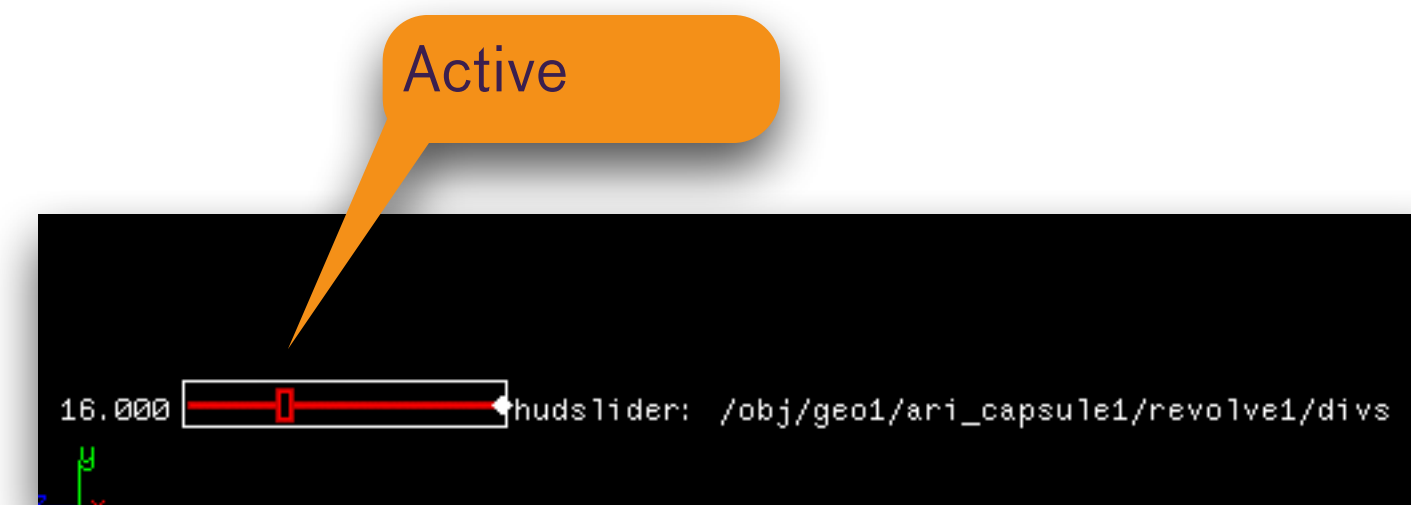 Active
16.000 hudslider: /obj/geo1/ari_capsule1/revolve1/divs
y
z x